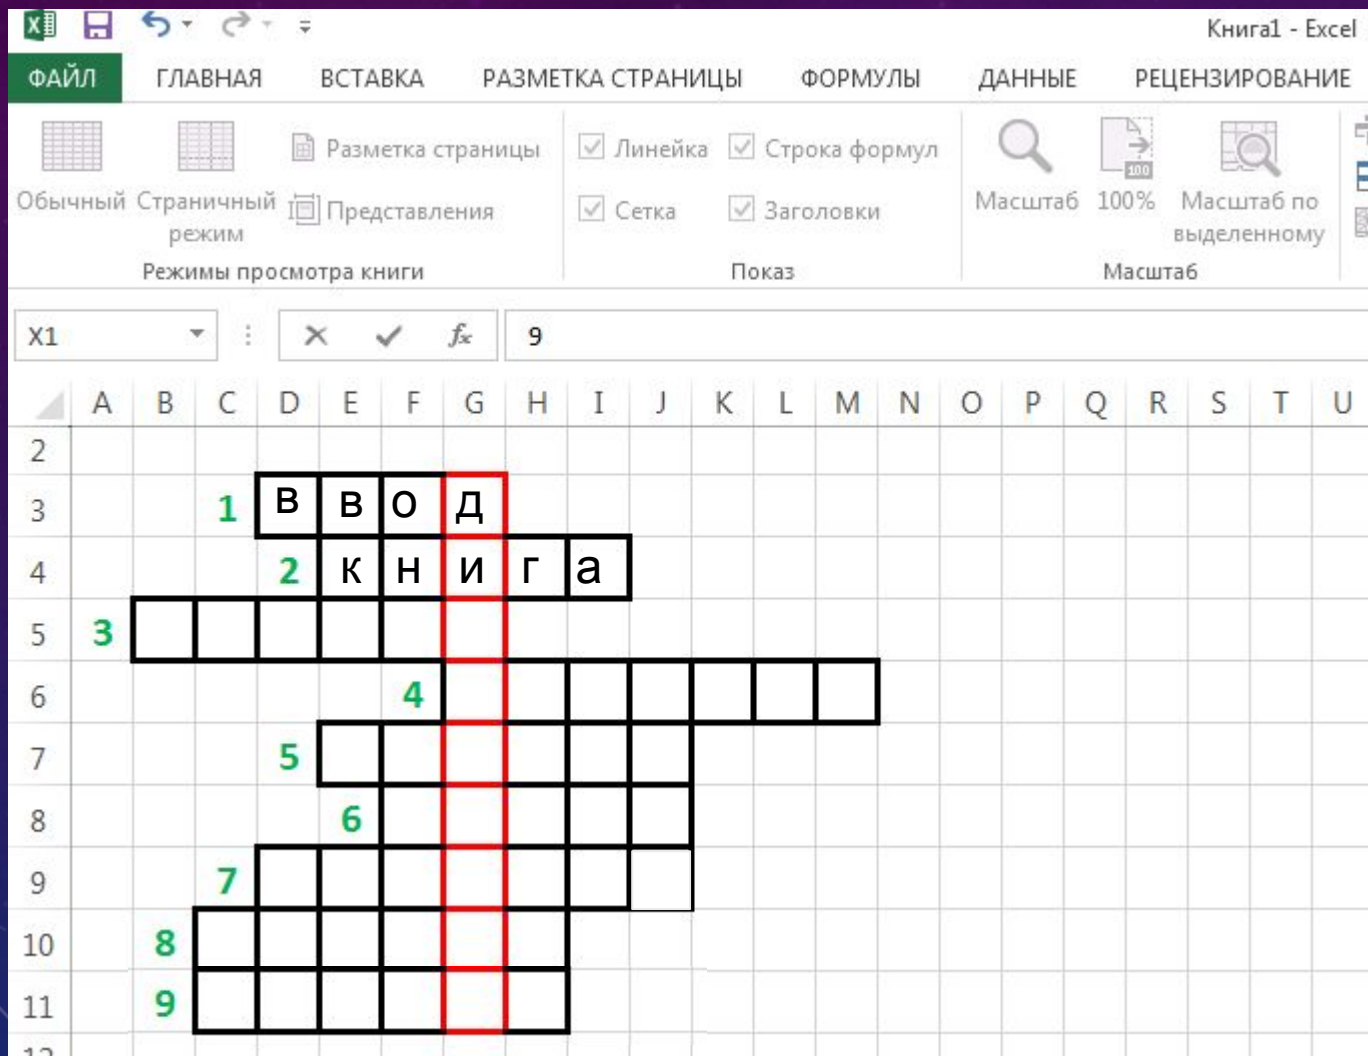 Книга1 - Excel
ФАЙЛ ГЛАВНАЯ ВСТАВКА РАЗМЕТКА СТРАНИЦЫ ФОРМУЛЫ ДАННЫЕ РЕЦЕНЗИРОВАНИЕ
Разметка страницы Линейка Строка формул
100
Обычный Страничный режим Представления Сетка Заголовки Масштаб 100% Масштаб по выделенному
Режимы просмотра книги Показ Масштаб
X1 fx 9
A B C D E F G H I J K L M N O P Q R S T U
2
3 1 в в о д
4 2 к н и г а
5 3
6 4
7 5
8 6
9 7
10 8
11 9